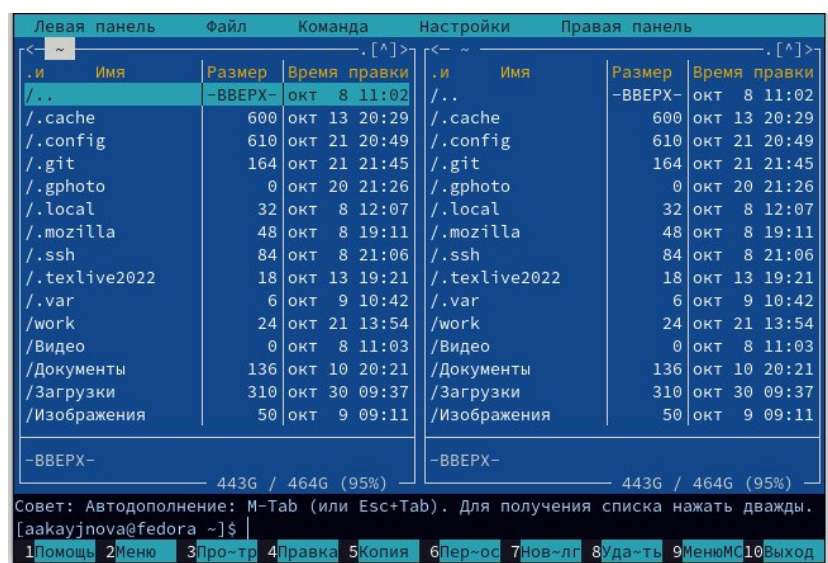 Левая панель Файл Команда Настройки Правая панель
<─ ~ ─.[^]>┐┌<─ ~ ─.[^]>
.и Имя Размер Время правки .и Имя Размер Время правки
/.. -ВВЕРХ- окт 8 11:02 /.. -ВВЕРХ- окт 8 11:02
/.cache 600 окт 13 20:29 /.cache 600 окт 13 20:29
/.config 610 окт 21 20:49 /.config 610 окт 21 20:49
/.git 164 окт 21 21:45 /.git 164 окт 21 21:45
/.gphoto 0 окт 20 21:26 /.gphoto 0 окт 20 21:26
/.local 32 окт 8 12:07 /.local 32 окт 8 12:07
/.mozilla 48 окт 8 19:11 /.mozilla 48 окт 8 19:11
/.ssh 84 окт 8 21:06 /.ssh 84 окт 8 21:06
/.texlive2022 18 окт 13 19:21 /.texlive2022 18 окт 13 19:21
/.var 6 окт 9 10:42 /.var 6 окт 9 10:42
/work 24 окт 21 13:54 /work 24 окт 21 13:54
/Видео 0 окт 8 11:03 /Видео 0 окт 8 11:03
/Документы 136 окт 10 20:21 /Документы 136 окт 10 20:21
/Загрузки 310 окт 30 09:37 /Загрузки 310 окт 30 09:37
/Изображения 50 окт 9 09:11 /Изображения 50 окт 9 09:11
-ВВЕРХ- -ВВЕРХ-
443G / 464G (95%) 443G / 464G (95%)
Совет: Автодополнение: M-Tab (или Esc+Tab). Для получения списка нажать дважды.
[aakayjnova@fedora ~]$
1Помощь 2Меню 3Про~тр 4Правка 5Копия 6Пер~ос 7Нов~лг 8Уда~ть 9МенюMC 10Выход